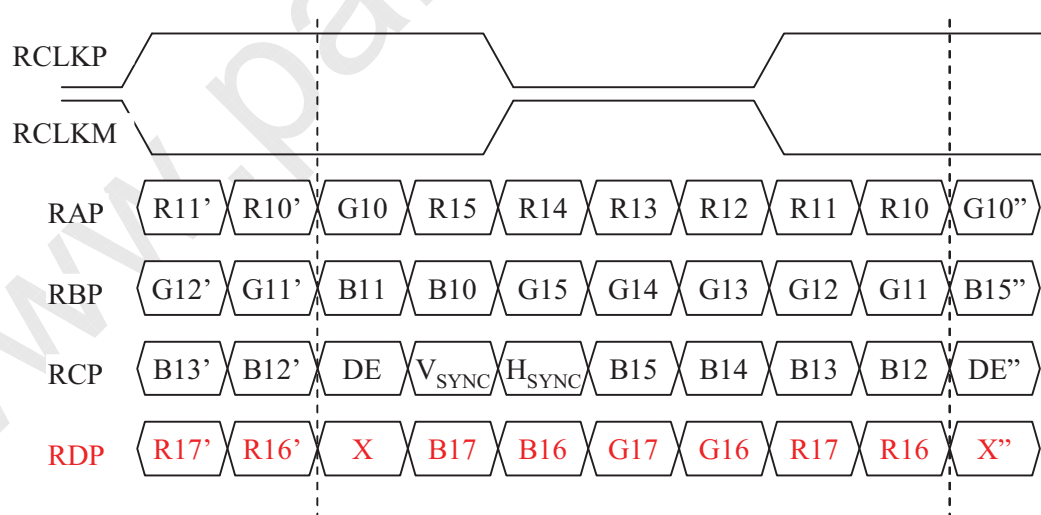 www.pa
RCLKP
RCLKM
RAP R11’ R10’ G10 R15 R14 R13 R12 R11 R10 G10”
RBP G12’ G11’ B11 B10 G15 G14 G13 G12 G11 B15”
RCP B13’ B12’ DE VSYNC HSYNC B15 B14 B13 B12 DE”
RDP R17’ R16’ X B17 B16 G17 G16 R17 R16 X”